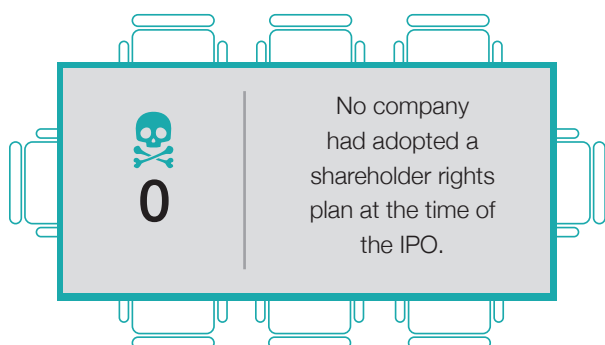 0
No company
had adopted a
shareholder rights
plan at the time of
the IPO.